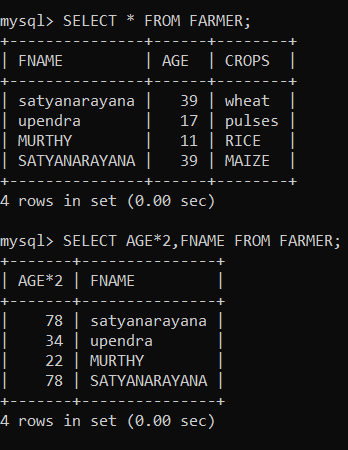 mysql> SELECT * FROM FARMER;
+--------------+------+--------+
| FNAME        | AGE  | CROPS  |
+--------------+------+--------+
| satyanarayana |   39 | wheat  |
| upendra      |   17 | pulses |
| MURTHY       |   11 | RICE   |
| SATYANARAYANA |   39 | MAIZE  |
+--------------+------+--------+
4 rows in set (0.00 sec)
mysql> SELECT AGE*2,FNAME FROM FARMER;
+-------+---------------+
| AGE*2 | FNAME         |
+-------+---------------+
|    78 | satyanarayana |
|    34 | upendra       |
|    22 | MURTHY        |
|    78 | SATYANARAYANA |
+-------+---------------+
4 rows in set (0.00 sec)